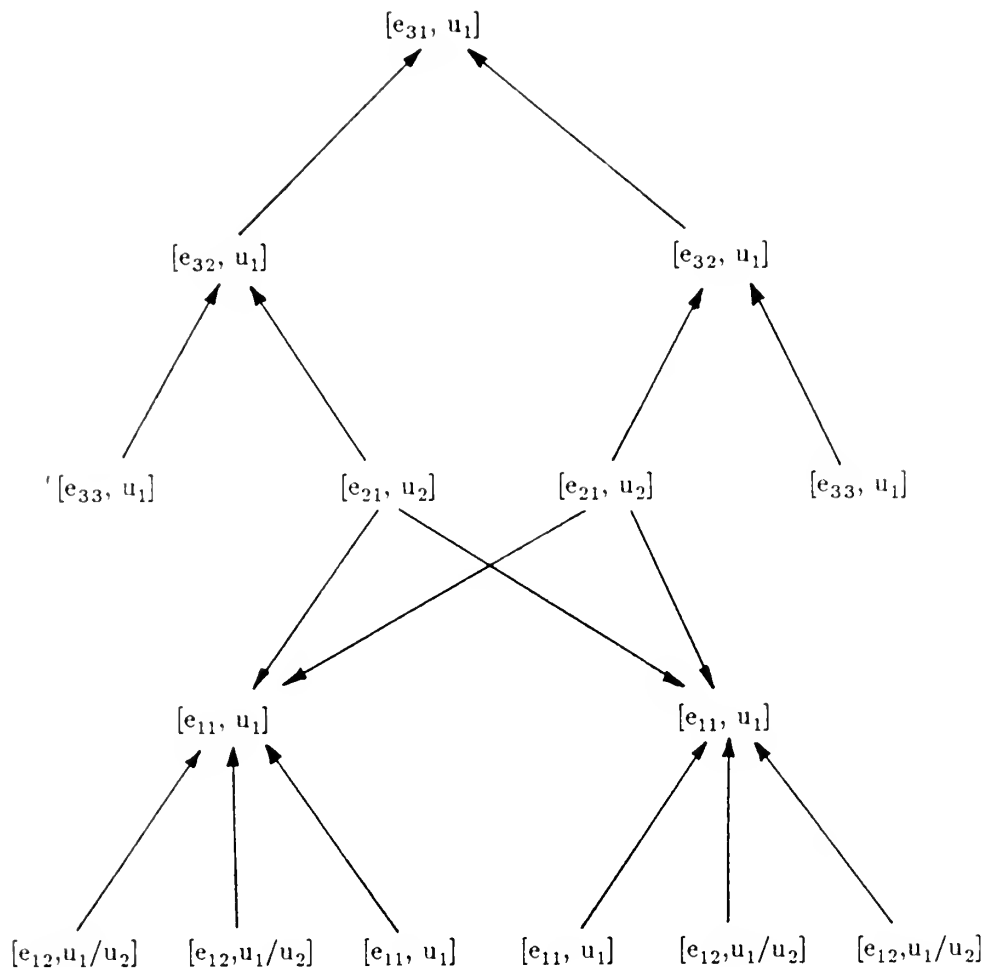 [e₃₁, u₁]
[e₃₂, u₁] [e₃₂, u₁]
'[e₃₃, u₁] [e₂₁, u₂] [e₂₁, u₂] [e₃₃, u₁]
[e₁₁, u₁] [e₁₁, u₁]
[e₁₂,u₁/u₂] [e₁₂,u₁/u₂] [e₁₁, u₁] [e₁₁, u₁] [e₁₂,u₁/u₂] [e₁₂,u₁/u₂]